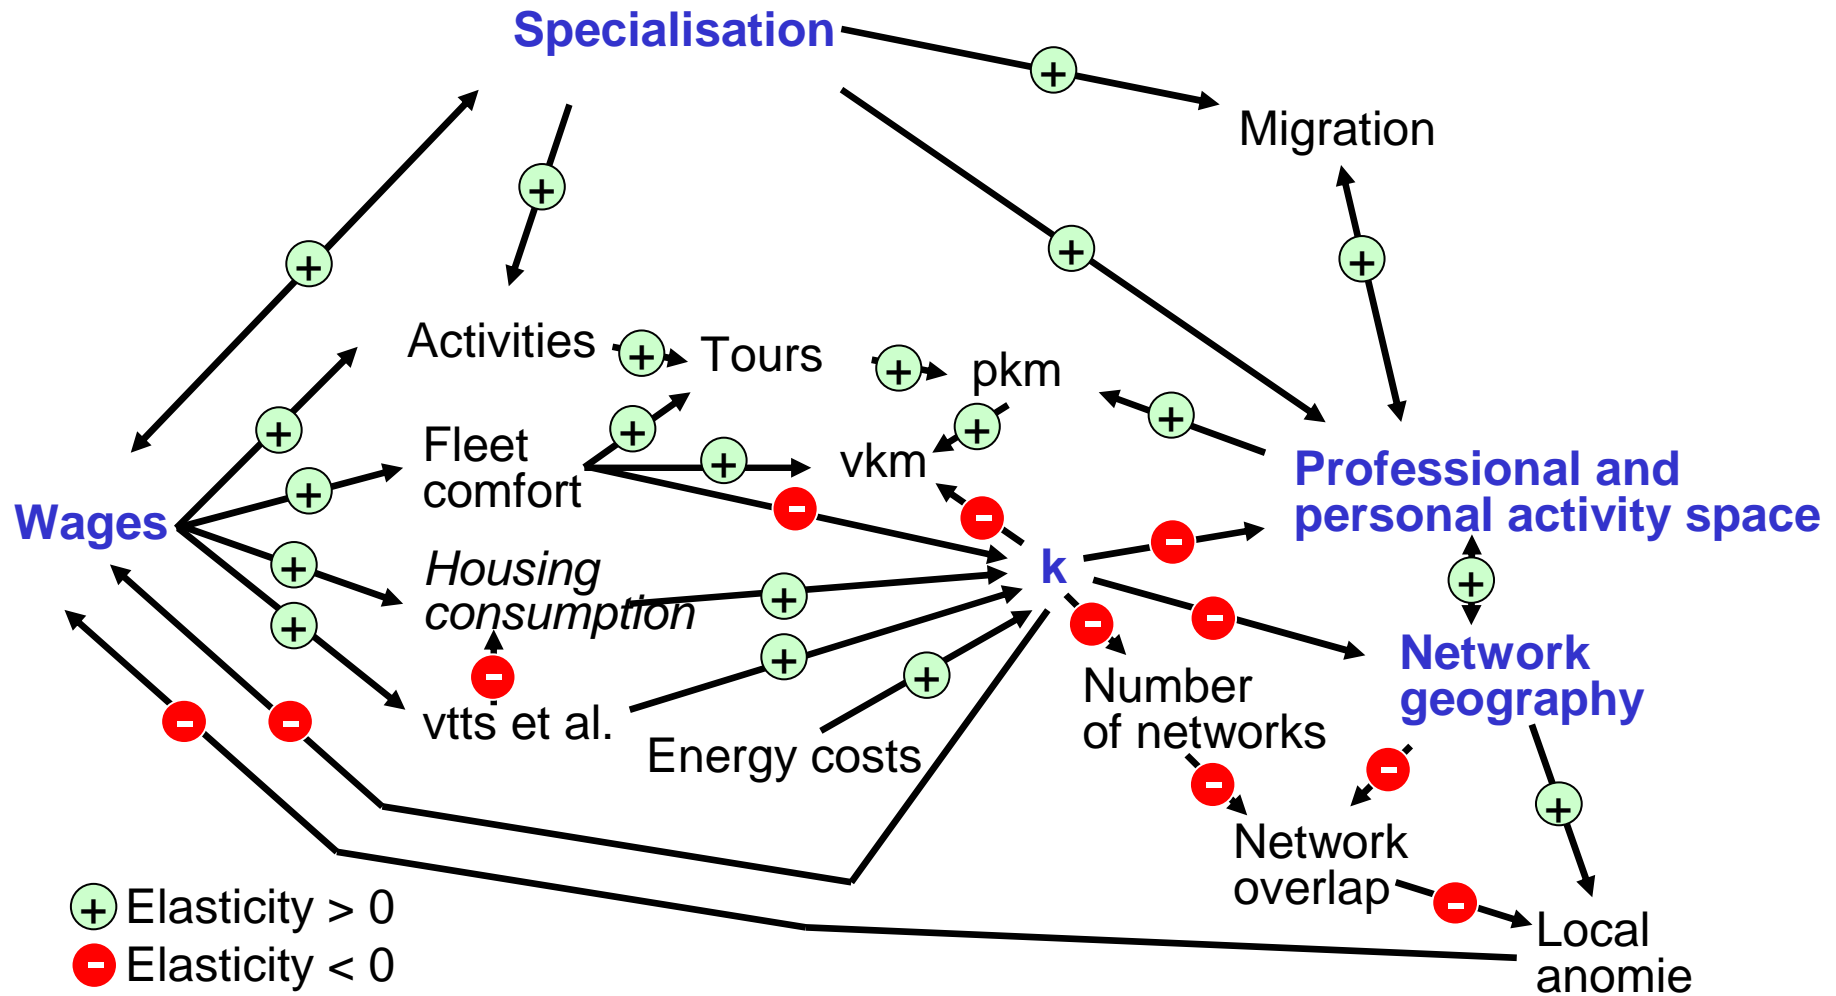 Specialisation
+
Migration
+
+
+
+
Activities
+
Tours
+
pkm
+
+
+
Fleet
comfort
+
+
vkm
+
Professional and
personal activity space
Wages
+
-
-
-
Housing
consumption
+
+
k
+
+
-
-
Network
geography
-
vtts et al.
+
+
Number
of networks
Energy costs
-
-
-
-
+
Network
overlap
-
Local
anomie
+ Elasticity > 0
- Elasticity < 0